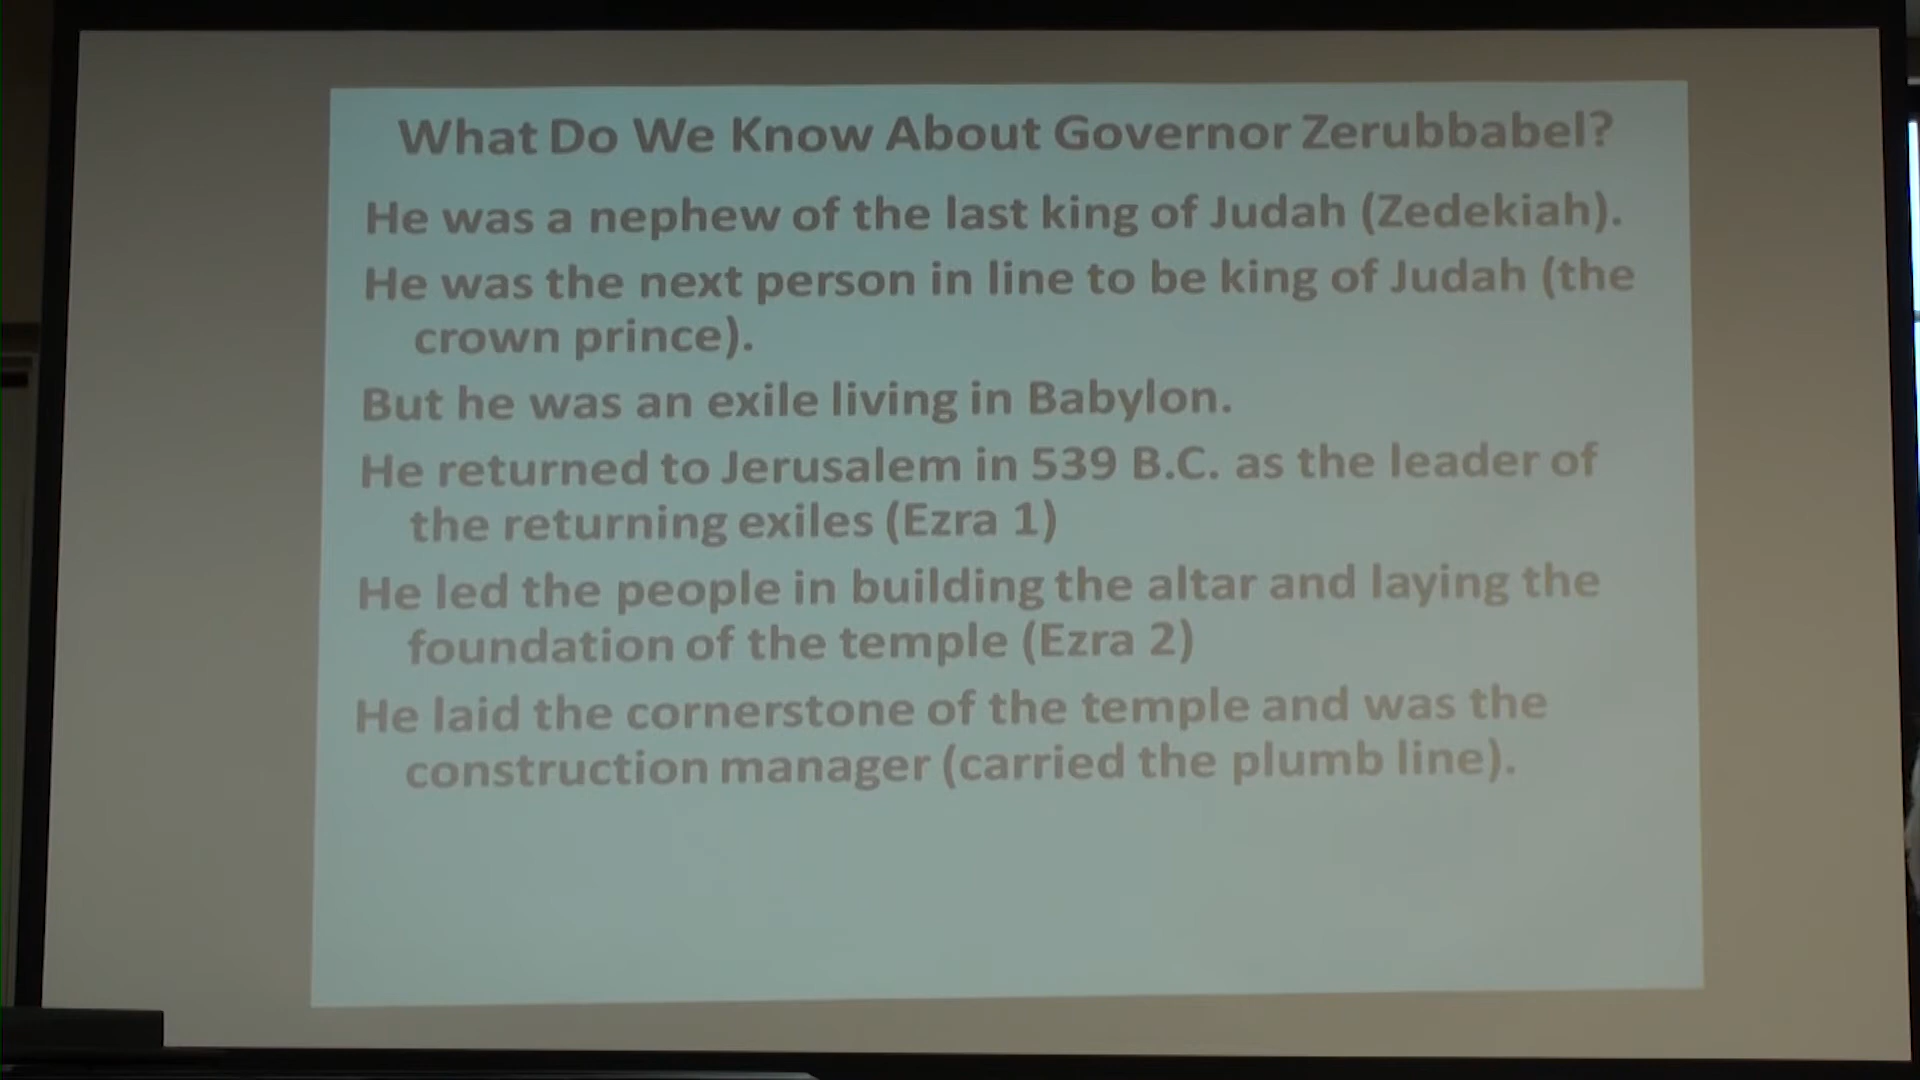 What Do We Know About Governor Zerubbabel?
He was a nephew of the last king of Judah (Zedekiah).
He was the next person in line to be king of Judah (the
crown prince).
But he was an exile living in Babylon.
He returned to Jerusalem in 539 B.C. as the leader of
the returning exiles (Ezra 1)
He led the people in building the altar and laying the
foundation of the temple (Ezra 2)
He laid the cornerstone of the temple and was the
construction manager (carried the plumb line).